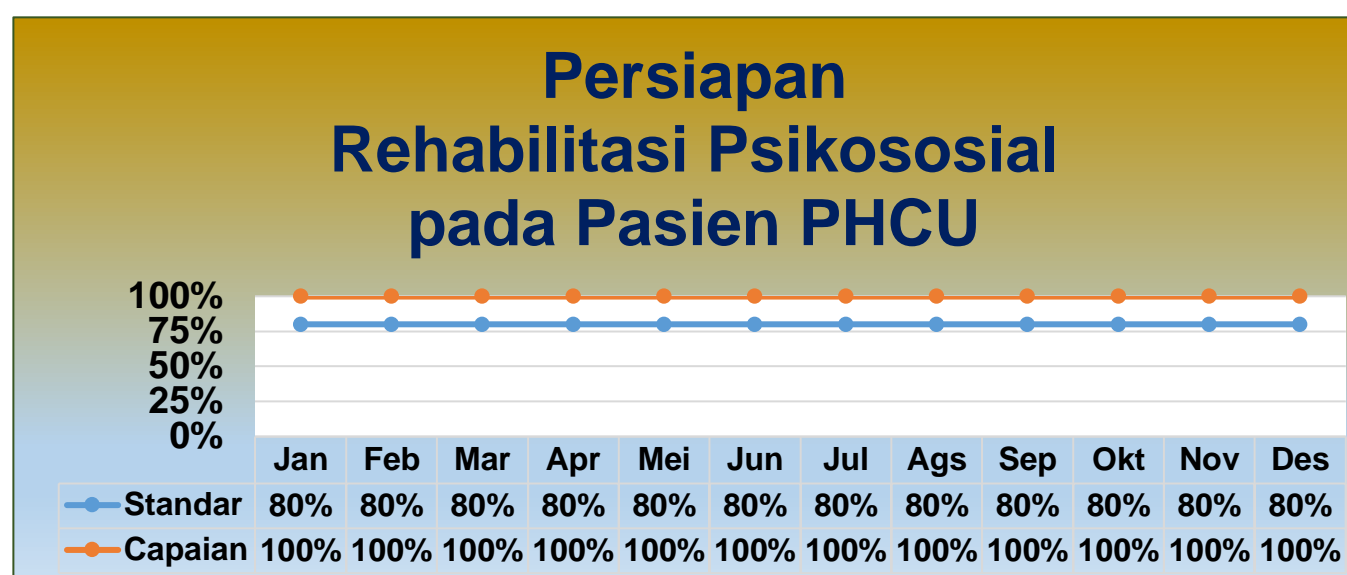 Persiapan
Rehabilitasi Psikososial
pada Pasien PHCU
100%
75%
50%
25%
0%
Jan Feb Mar Apr Mei Jun Jul Ags Sep Okt Nov Des
Standar 80% 80% 80% 80% 80% 80% 80% 80% 80% 80% 80% 80%
Capaian 100% 100% 100% 100% 100% 100% 100% 100% 100% 100% 100% 100%